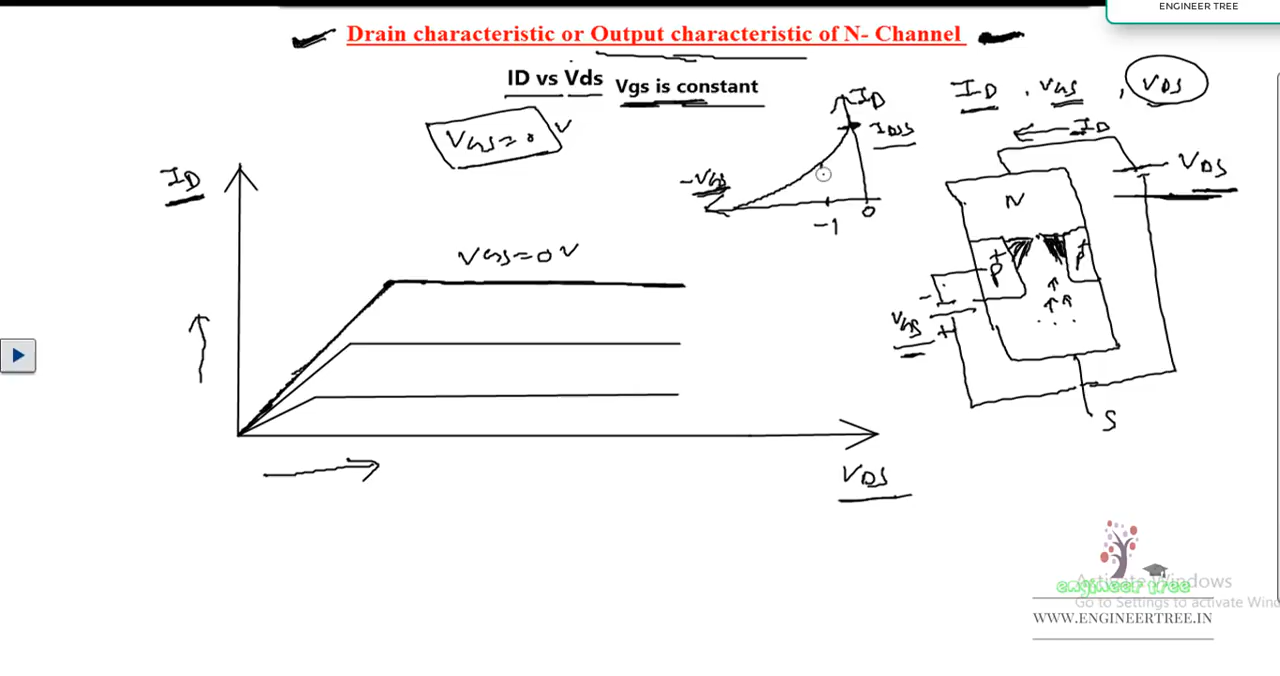 ENGINEER TREE
Drain characteristic or Output characteristic of N- Channel
ID vs Vds Vgs is constant
ID , VGS , VDS
VGS = 0 V
ID
IDSS
ID
VDS
ID
-VGS
-1
0
N
P+
P+
VGS = 0 V
-
VGS
+
S
VDS
engineer tree
Activate Windows
Go to Settings to activate Wind
WWW.ENGINEERTREE.IN